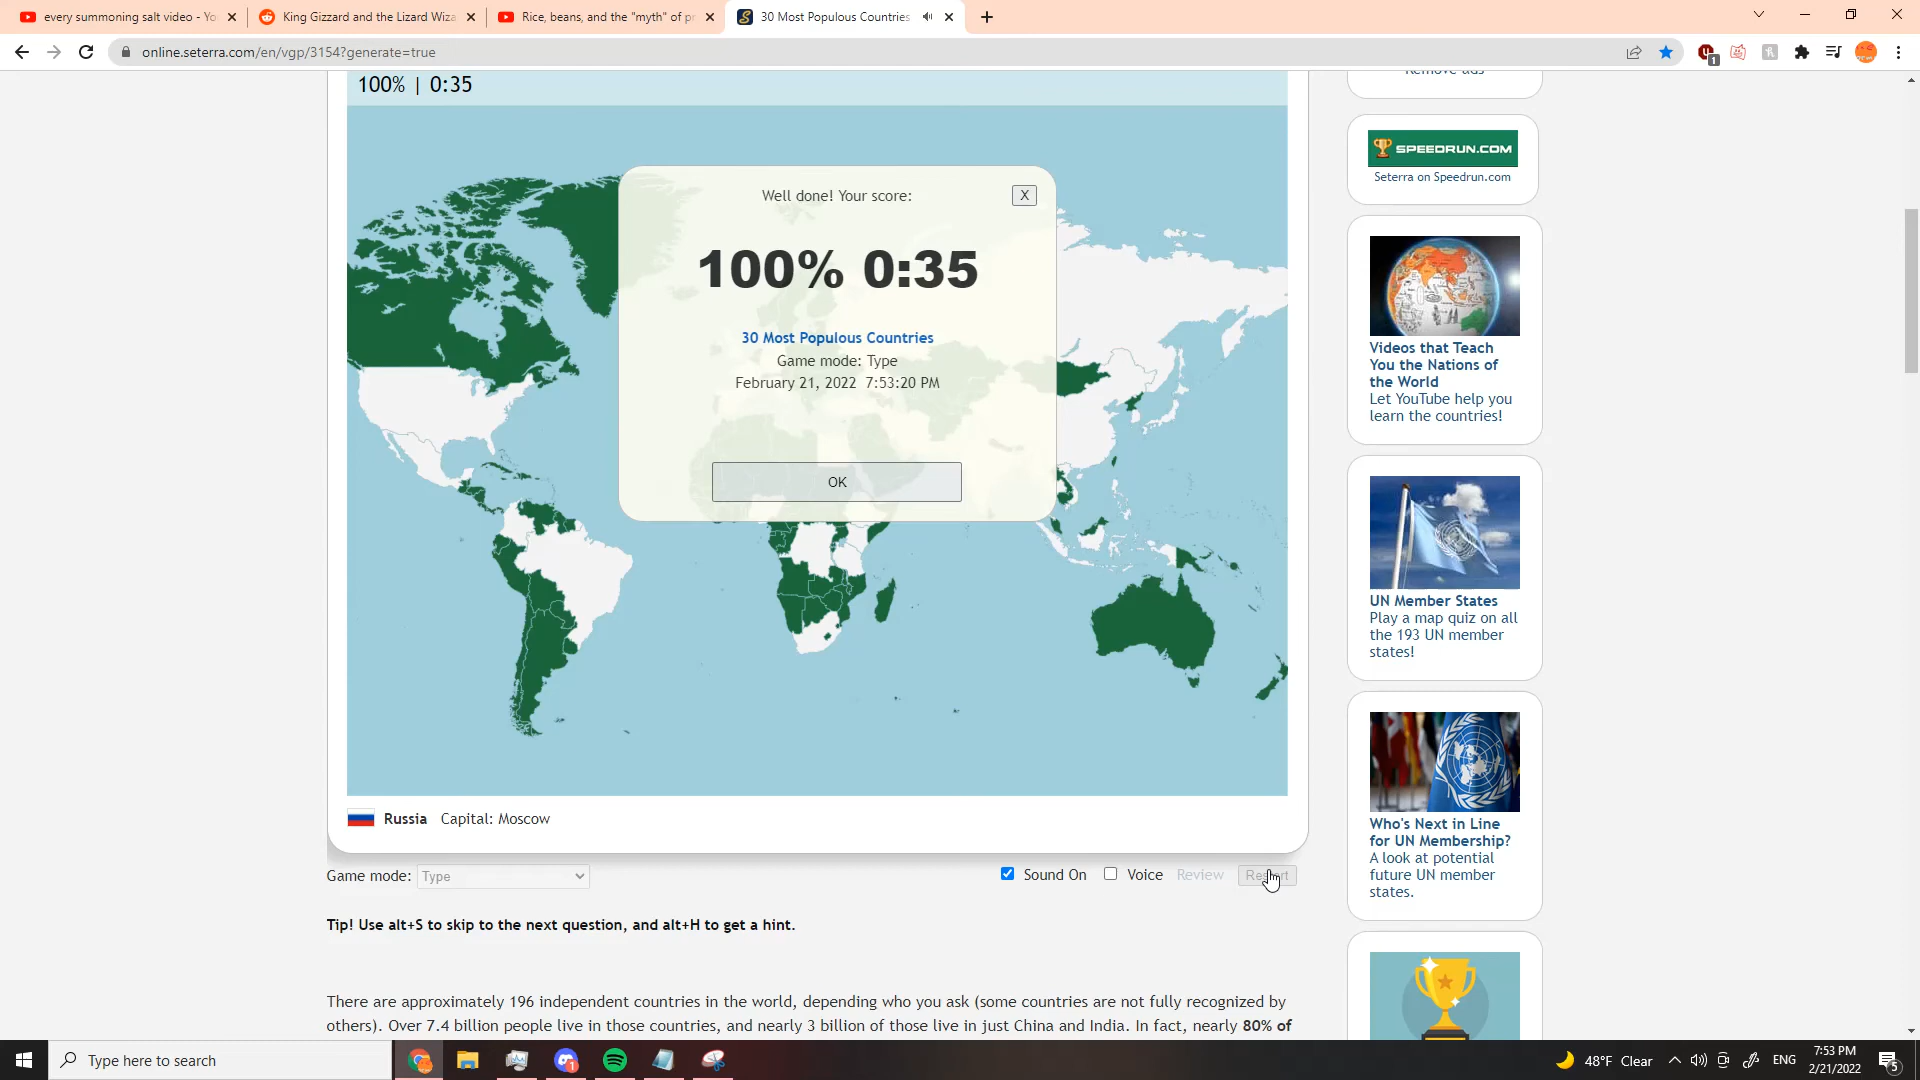 every summoning salt video - Yo
King Gizzard and the Lizard Wiza
Rice, beans, and the "myth" of pr
30 Most Populous Countries
online.seterra.com/en/vgp/3154?generate=true
1
100% | 0:35
Remove ads
SPEEDRUN.COM
Seterra on Speedrun.com
Well done! Your score:
X
100% 0:35
30 Most Populous Countries
Game mode: Type
February 21, 2022 7:53:20 PM
OK
Videos that Teach
You the Nations of
the World
Let YouTube help you
learn the countries!
UN Member States
Play a map quiz on all
the 193 UN member
states!
Who's Next in Line
for UN Membership?
A look at potential
future UN member
states.
Russia Capital: Moscow
Game mode: Type
Sound On Voice Review Restart
Tip! Use alt+S to skip to the next question, and alt+H to get a hint.
There are approximately 196 independent countries in the world, depending who you ask (some countries are not fully recognized by
others). Over 7.4 billion people live in those countries, and nearly 3 billion of those live in just China and India. In fact, nearly 80% of
Type here to search
1
48°F Clear
ENG
7:53 PM
2/21/2022
5